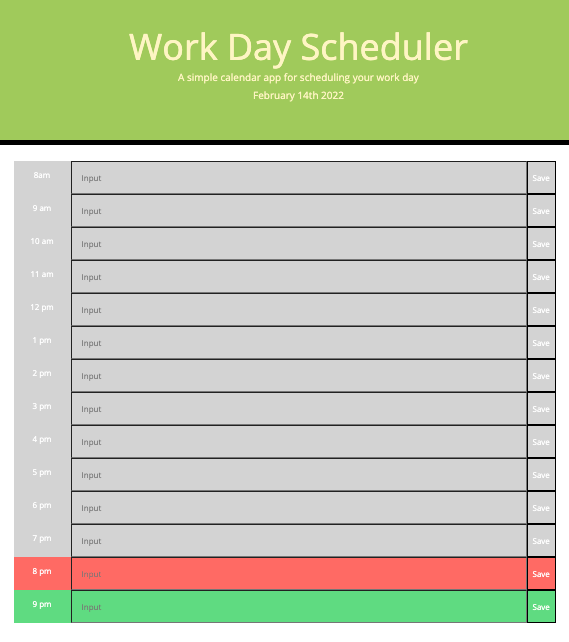 Work Day Scheduler
A simple calendar app for scheduling your work day
February 14th 2022
8am Input Save
9 am Input Save
10 am Input Save
11 am Input Save
12 pm Input Save
1 pm Input Save
2 pm Input Save
3 pm Input Save
4 pm Input Save
5 pm Input Save
6 pm Input Save
7 pm Input Save
8 pm Input Save
9 pm Input Save